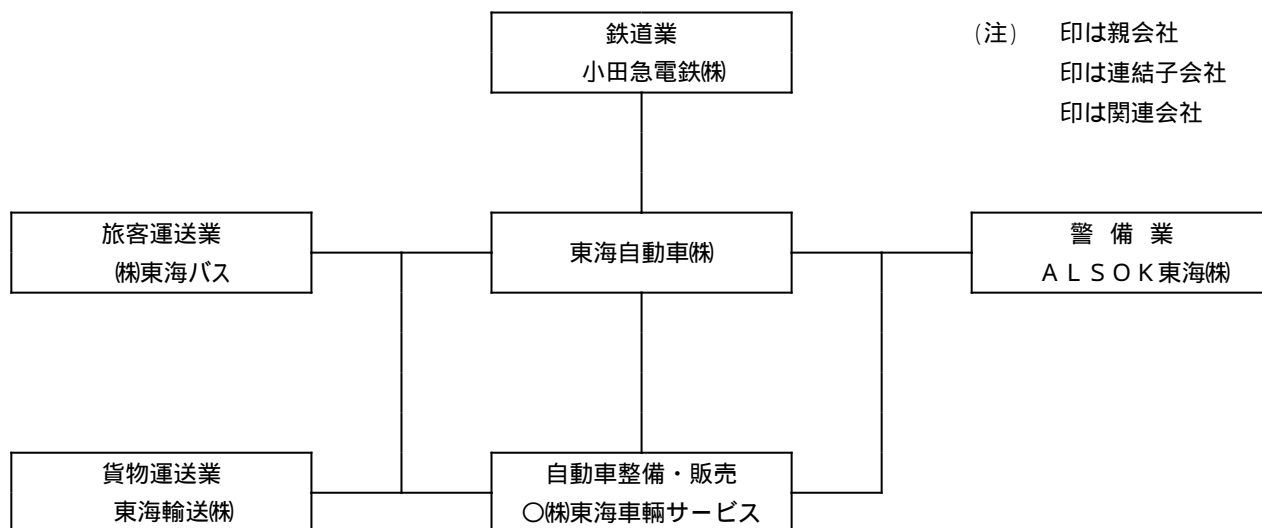 鉄道業
小田急電鉄㈱
(注) 印は親会社
印は連結子会社
印は関連会社
旅客運送業
㈱東海バス
東海自動車㈱
警 備 業
ＡＬＳＯＫ東海㈱
貨物運送業
東海輸送㈱
自動車整備・販売
○㈱東海車輛サービス